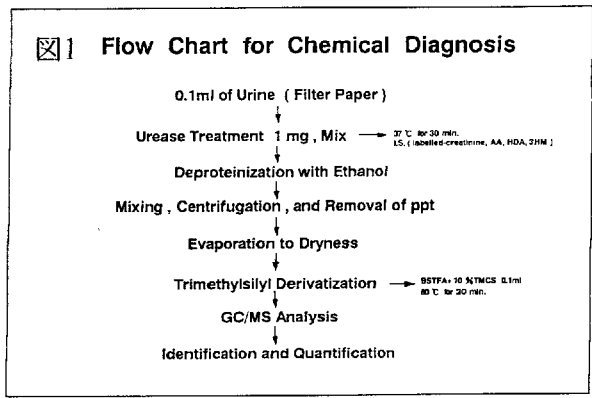 図1 Flow Chart for Chemical Diagnosis
0.1ml of Urine ( Filter Paper )
Urease Treatment 1 mg , Mix
37 ℃ for 30 min.
I.S. ( labelled-creatinine, AA, HDA, 2HM )
Deproteinization with Ethanol
Mixing , Centrifugation , and Removal of ppt
Evaporation to Dryness
Trimethylsilyl Derivatization
BSTFA+ 10 %TMCS 0.1ml
80 ℃ for 30 min.
GC/MS Analysis
Identification and Quantification